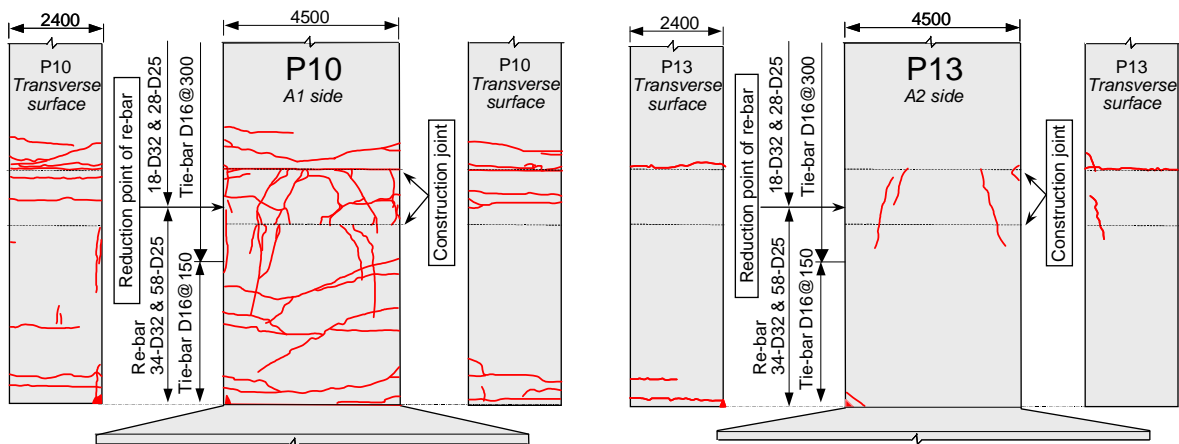 2400
4500
P10
Transverse
surface
Reduction point of re-bar
18-D32 & 28-D25
Tie-bar D16@300
Re-bar
34-D32 & 58-D25
Tie-bar D16@150
P10
A1 side
Construction joint
P10
Transverse
surface
2400
4500
P13
Transverse
surface
Reduction point of re-bar
18-D32 & 28-D25
Tie-bar D16@300
Re-bar
34-D32 & 58-D25
Tie-bar D16@150
P13
A2 side
Construction joint
P13
Transverse
surface